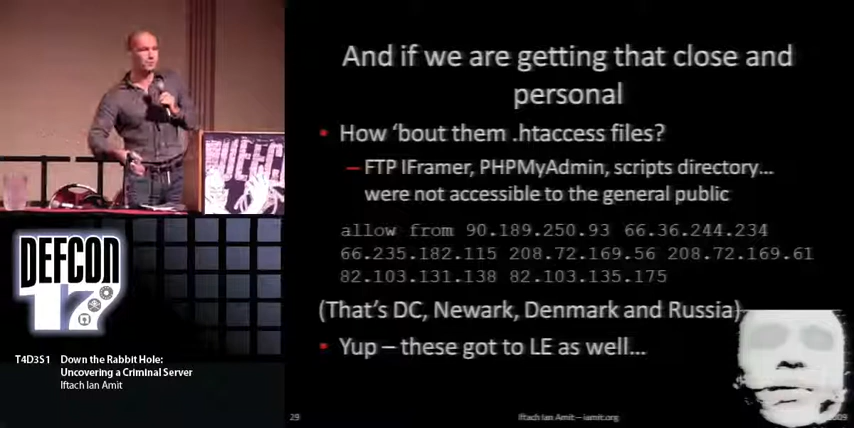 And if we are getting that close and
personal
• How ‘bout them .htaccess files?
– FTP IFramer, PHPMyAdmin, scripts directory…
were not accessible to the general public
allow from 90.189.250.93 66.36.244.234
66.235.182.115 208.72.169.56 208.72.169.61
82.103.131.138 82.103.135.175
(That’s DC, Newark, Denmark and Russia)
• Yup – these got to LE as well…
29
Iftach Ian Amit – iamit.org
DEFCON
DEFCON
17
T4D3S1
Down the Rabbit Hole:
Uncovering a Criminal Server
Iftach Ian Amit